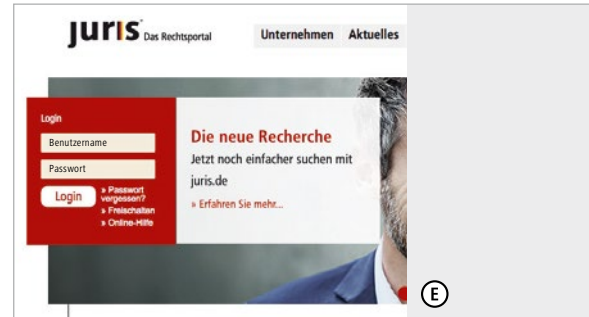 juris Das Rechtsportal
Unternehmen Aktuelles
Login
Benutzername
Passwort
Login
» Passwort
vergessen?
» Freischalten
» Online-Hilfe
Die neue Recherche
Jetzt noch einfacher suchen mit
juris.de
» Erfahren Sie mehr...
E